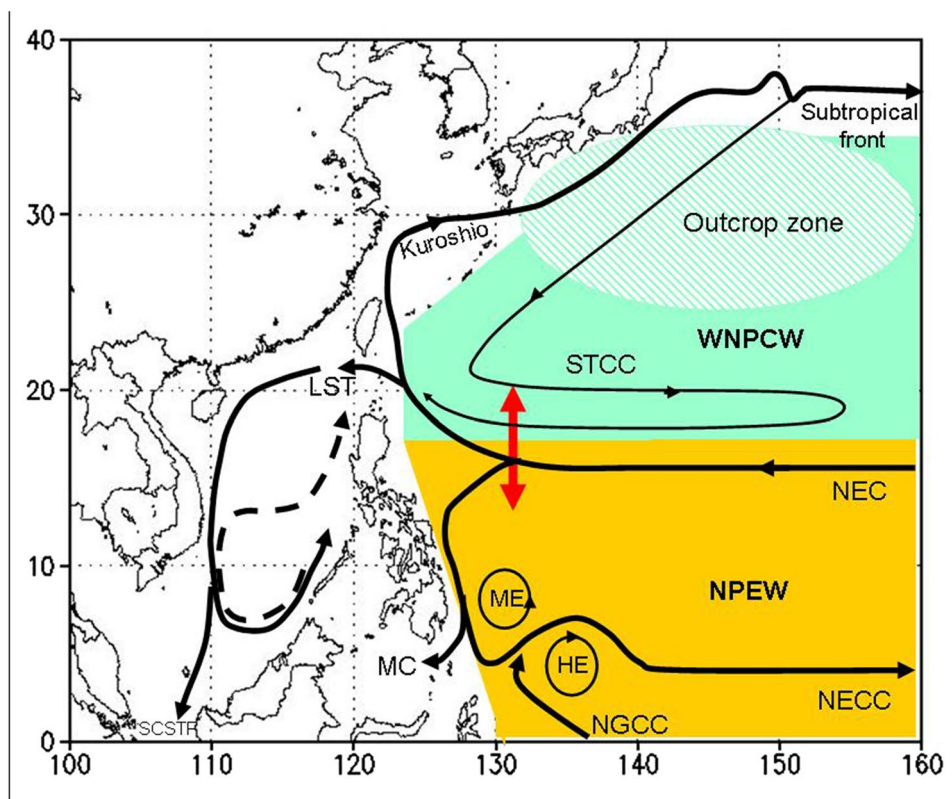 40
Subtropical
front
30
Outcrop zone
Kuroshio
WNPCW
STCC
LST
20
NEC
10
NPEW
ME
HE
MC
NECC
NGCC
SCSTF
0
100
110
120
130
140
150
160